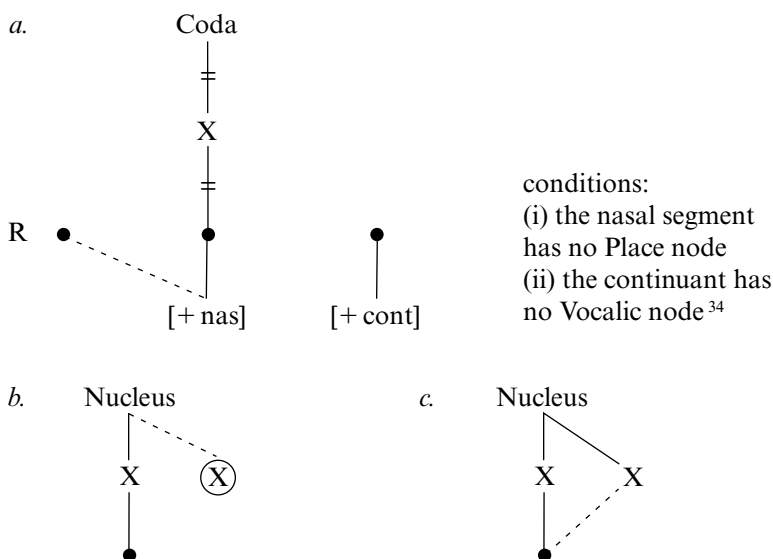 a. Coda
X
conditions:
(i) the nasal segment
has no Place node
(ii) the continuant has
no Vocalic node 34
R
[+ nas] [+ cont]
b. Nucleus c. Nucleus
X X X X